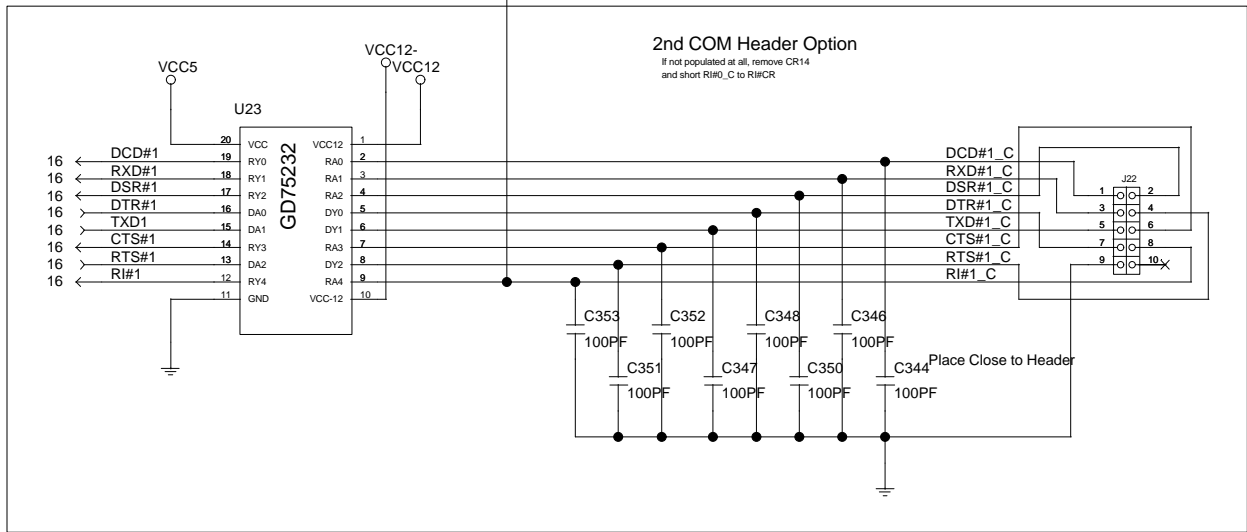 2nd COM Header Option
If not populated at all, remove CR14
and short RI#0_C to RI#CR
VCC5
VCC12-
VCC12
U23
GD75232
20 VCC VCC12 1
16 DCD#1 19 RY0 RA0 2 DCD#1_C
16 RXD#1 18 RY1 RA1 3 RXD#1_C
16 DSR#1 17 RY2 RA2 4 DSR#1_C
16 DTR#1 16 DA0 DY0 5 DTR#1_C
16 TXD1 15 DA1 DY1 6 TXD#1_C
16 CTS#1 14 RY3 RA3 7 CTS#1_C
16 RTS#1 13 DA2 DY2 8 RTS#1_C
16 RI#1 12 RY4 RA4 9 RI#1_C
11 GND VCC-12 10
J22
1 2
3 4
5 6
7 8
9 10
C353
100PF
C352
100PF
C348
100PF
C346
100PF
C351
100PF
C347
100PF
C350
100PF
C344
100PF
Place Close to Header